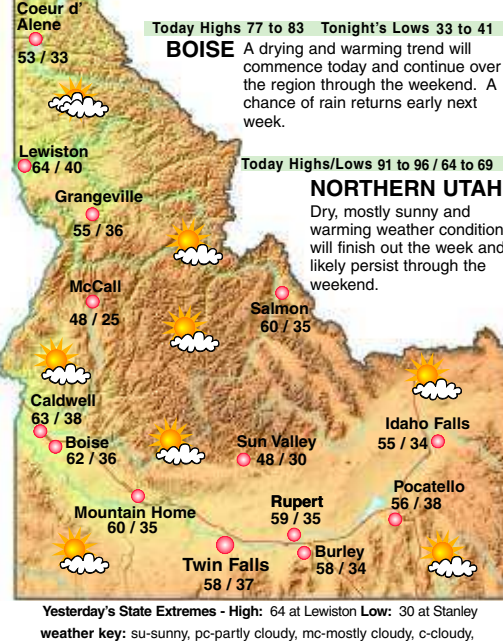 Coeur d'
Alene
53 / 33
Today Highs 77 to 83 Tonight's Lows 33 to 41
BOISE A drying and warming trend will
commence today and continue over
the region through the weekend. A
chance of rain returns early next
week.
Lewiston
64 / 40
Today Highs/Lows 91 to 96 / 64 to 69
NORTHERN UTAH
Dry, mostly sunny and
warming weather condition
will finish out the week and
likely persist through the
weekend.
Grangeville
55 / 36
McCall
48 / 25
Salmon
60 / 35
Caldwell
63 / 38
Boise
62 / 36
Sun Valley
48 / 30
Idaho Falls
55 / 34
Mountain Home
60 / 35
Rupert
59 / 35
Pocatello
56 / 38
Twin Falls
58 / 37
Burley
58 / 34
Yesterday's State Extremes - High: 64 at Lewiston Low: 30 at Stanley
weather key: su-sunny, pc-partly cloudy, mc-mostly cloudy, c-cloudy,